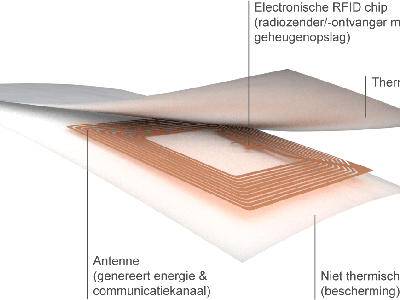 Electronische RFID chip
(radiozender/-ontvanger m
geheugenopslag)
Therm
Antenne
(genereert energie &
communicatiekanaal)
Niet thermisch
(bescherming)